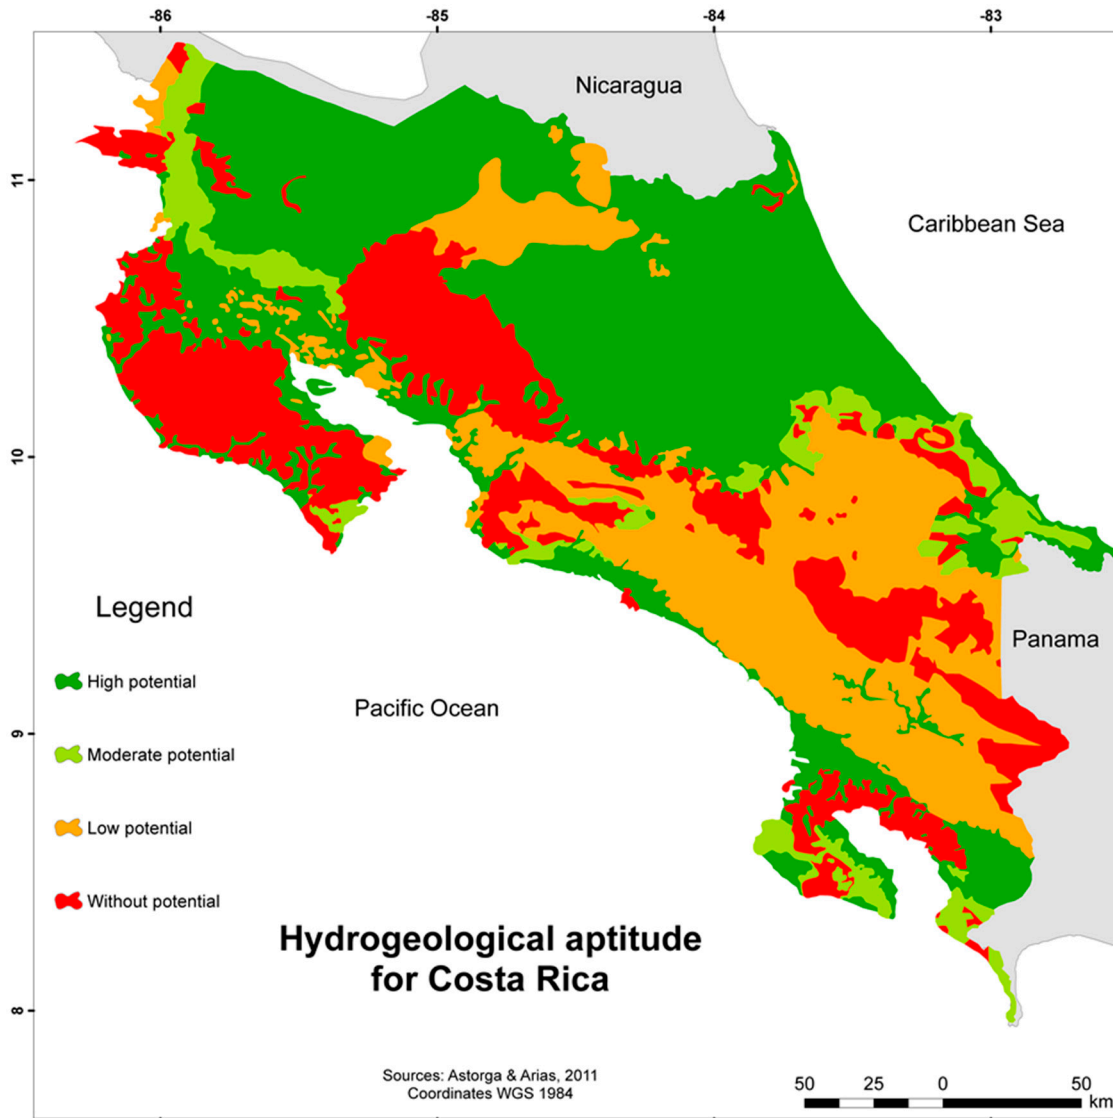 -86
-85
-84
-83
Nicaragua
11
Caribbean Sea
10
Legend
Panama
High potential
Pacific Ocean
9
Moderate potential
Low potential
Without potential
Hydrogeological aptitude
for Costa Rica
8
Sources: Astorga & Arias, 2011
Coordinates WGS 1984
50 25 0 50
km